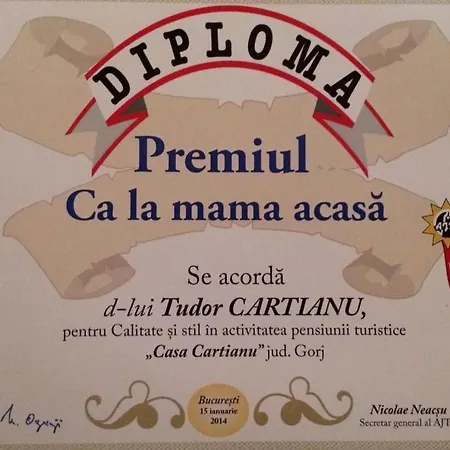 DIPLOMA
Premiul
Ca la mama acasă
Se acordă
d-lui Tudor CARTIANU,
pentru Calitate și stil în activitatea pensiunii turistice
„Casa Cartianu” jud. Gorj
București
15 ianuarie
2014
Nicolae Neacșu
Secretar general al AJT